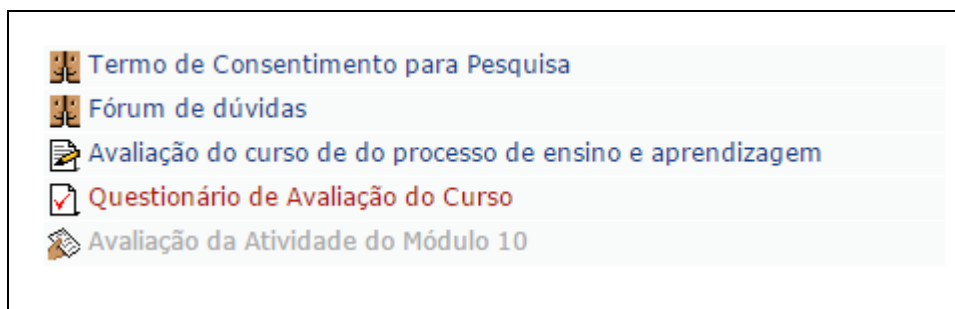 Termo de Consentimento para Pesquisa
Fórum de dúvidas
Avaliação do curso de do processo de ensino e aprendizagem
Questionário de Avaliação do Curso
Avaliação da Atividade do Módulo 10